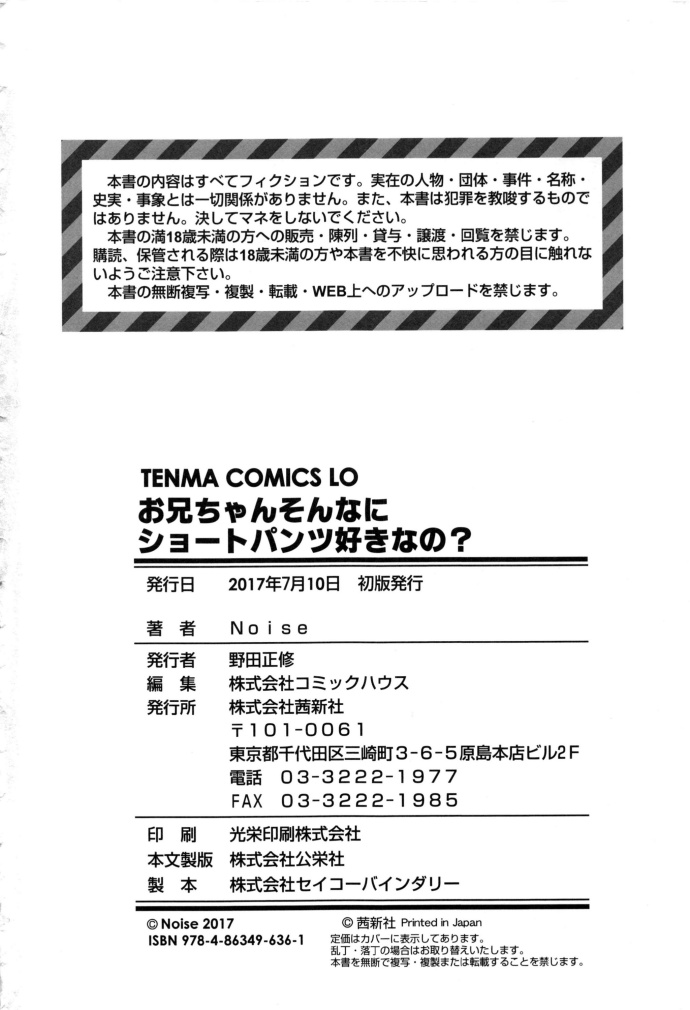 本書の内容はすべてフィクションです。実在の人物・団体・事件・名称・
史実・事象とは一切関係がありません。また、本書は犯罪を教唆するもので
はありません。決してマネをしないでください。
本書の満18歳未満の方への販売・陳列・貸与・譲渡・回覧を禁じます。
購読、保管される際は18歳未満の方や本書を不快に思われる方の目に触れな
いようご注意下さい。
本書の無断複写・複製・転載・WEB上へのアップロードを禁じます。
TENMA COMICS LO
お兄ちゃんそんなに
ショートパンツ好きなの？
発行日 2017年7月10日 初版発行
著 者 Noise
発行者 野田正修
編 集 株式会社コミックハウス
発行所 株式会社茜新社
〒101-0061
東京都千代田区三崎町3-6-5原島本店ビル2F
電話 03-3222-1977
FAX 03-3222-1985
印 刷 光栄印刷株式会社
本文製版 株式会社公栄社
製 本 株式会社セイコーバインダリー
© Noise 2017
ISBN 978-4-86349-636-1
© 茜新社 Printed in Japan
定価はカバーに表示してあります。
乱丁・落丁の場合はお取り替えいたします。
本書を無断で複写・複製または転載することを禁じます。